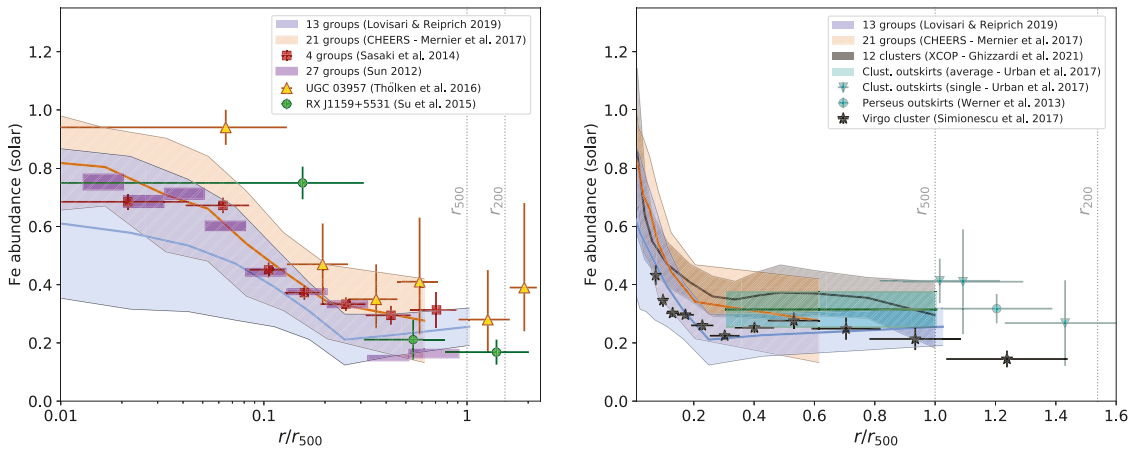 13 groups (Lovisari & Reiprich 2019)
21 groups (CHEERS - Mernier et al. 2017)
4 groups (Sasaki et al. 2014)
27 groups (Sun 2012)
UGC 03957 (Thölken et al. 2016)
RX J1159+5531 (Su et al. 2015)
Fe abundance (solar)
1.2
1.0
0.8
0.6
0.4
0.2
0.0
r500
r200
0.01
0.1
1
r/r500
13 groups (Lovisari & Reiprich 2019)
21 groups (CHEERS - Mernier et al. 2017)
12 clusters (XCOP - Ghizzardi et al. 2021)
Clust. outskirts (average - Urban et al. 2017)
Clust. outskirts (single - Urban et al. 2017)
Perseus outskirts (Werner et al. 2013)
Virgo cluster (Simionescu et al. 2017)
Fe abundance (solar)
1.2
1.0
0.8
0.6
0.4
0.2
0.0
r500
r200
0.2 0.4 0.6 0.8 1.0 1.2 1.4 1.6
r/r500